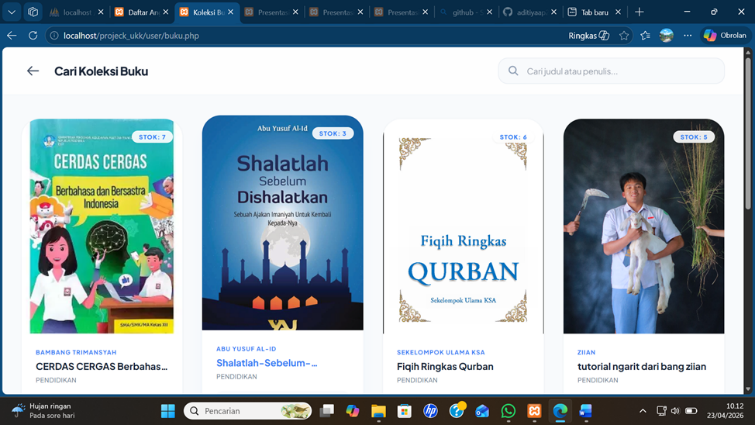 localhost
Daftar An
Koleksi Bu
Presentas
Presentas
Presentas
github - S
Tab baru
localhost/projeck_ukk/user/buku.php
Ringkas
Obrolan
Cari Koleksi Buku
Cari judul atau penulis...
STOK: 7
CERDAS CERGAS
Berbahasa dan Bersastra
Indonesia
SMA/SMK/MA Kelas XII
BAMBANG TRIMANSYAH
CERDAS CERGAS Berbahas...
PENDIDIKAN
Abu Yusuf Al-Id
STOK: 3
Shalatlah
Sebelum
Dishalatkan
Sebuah Ajakan Imaniyah Untuk Kembali
Kepada-Nya
ABU YUSUF AL-ID
Shalatlah-Sebelum-...
PENDIDIKAN
STOK: 6
Fiqih Ringkas
QURBAN
Sekelompok Ulama KSA
SEKELOMPOK ULAMA KSA
Fiqih Ringkas Qurban
PENDIDIKAN
STOK: 5
ZIIAN
tutorial ngarit dari bang ziian
PENDIDIKAN
Hujan ringan
Pada sore hari
Pencarian
10.12
23/04/2026